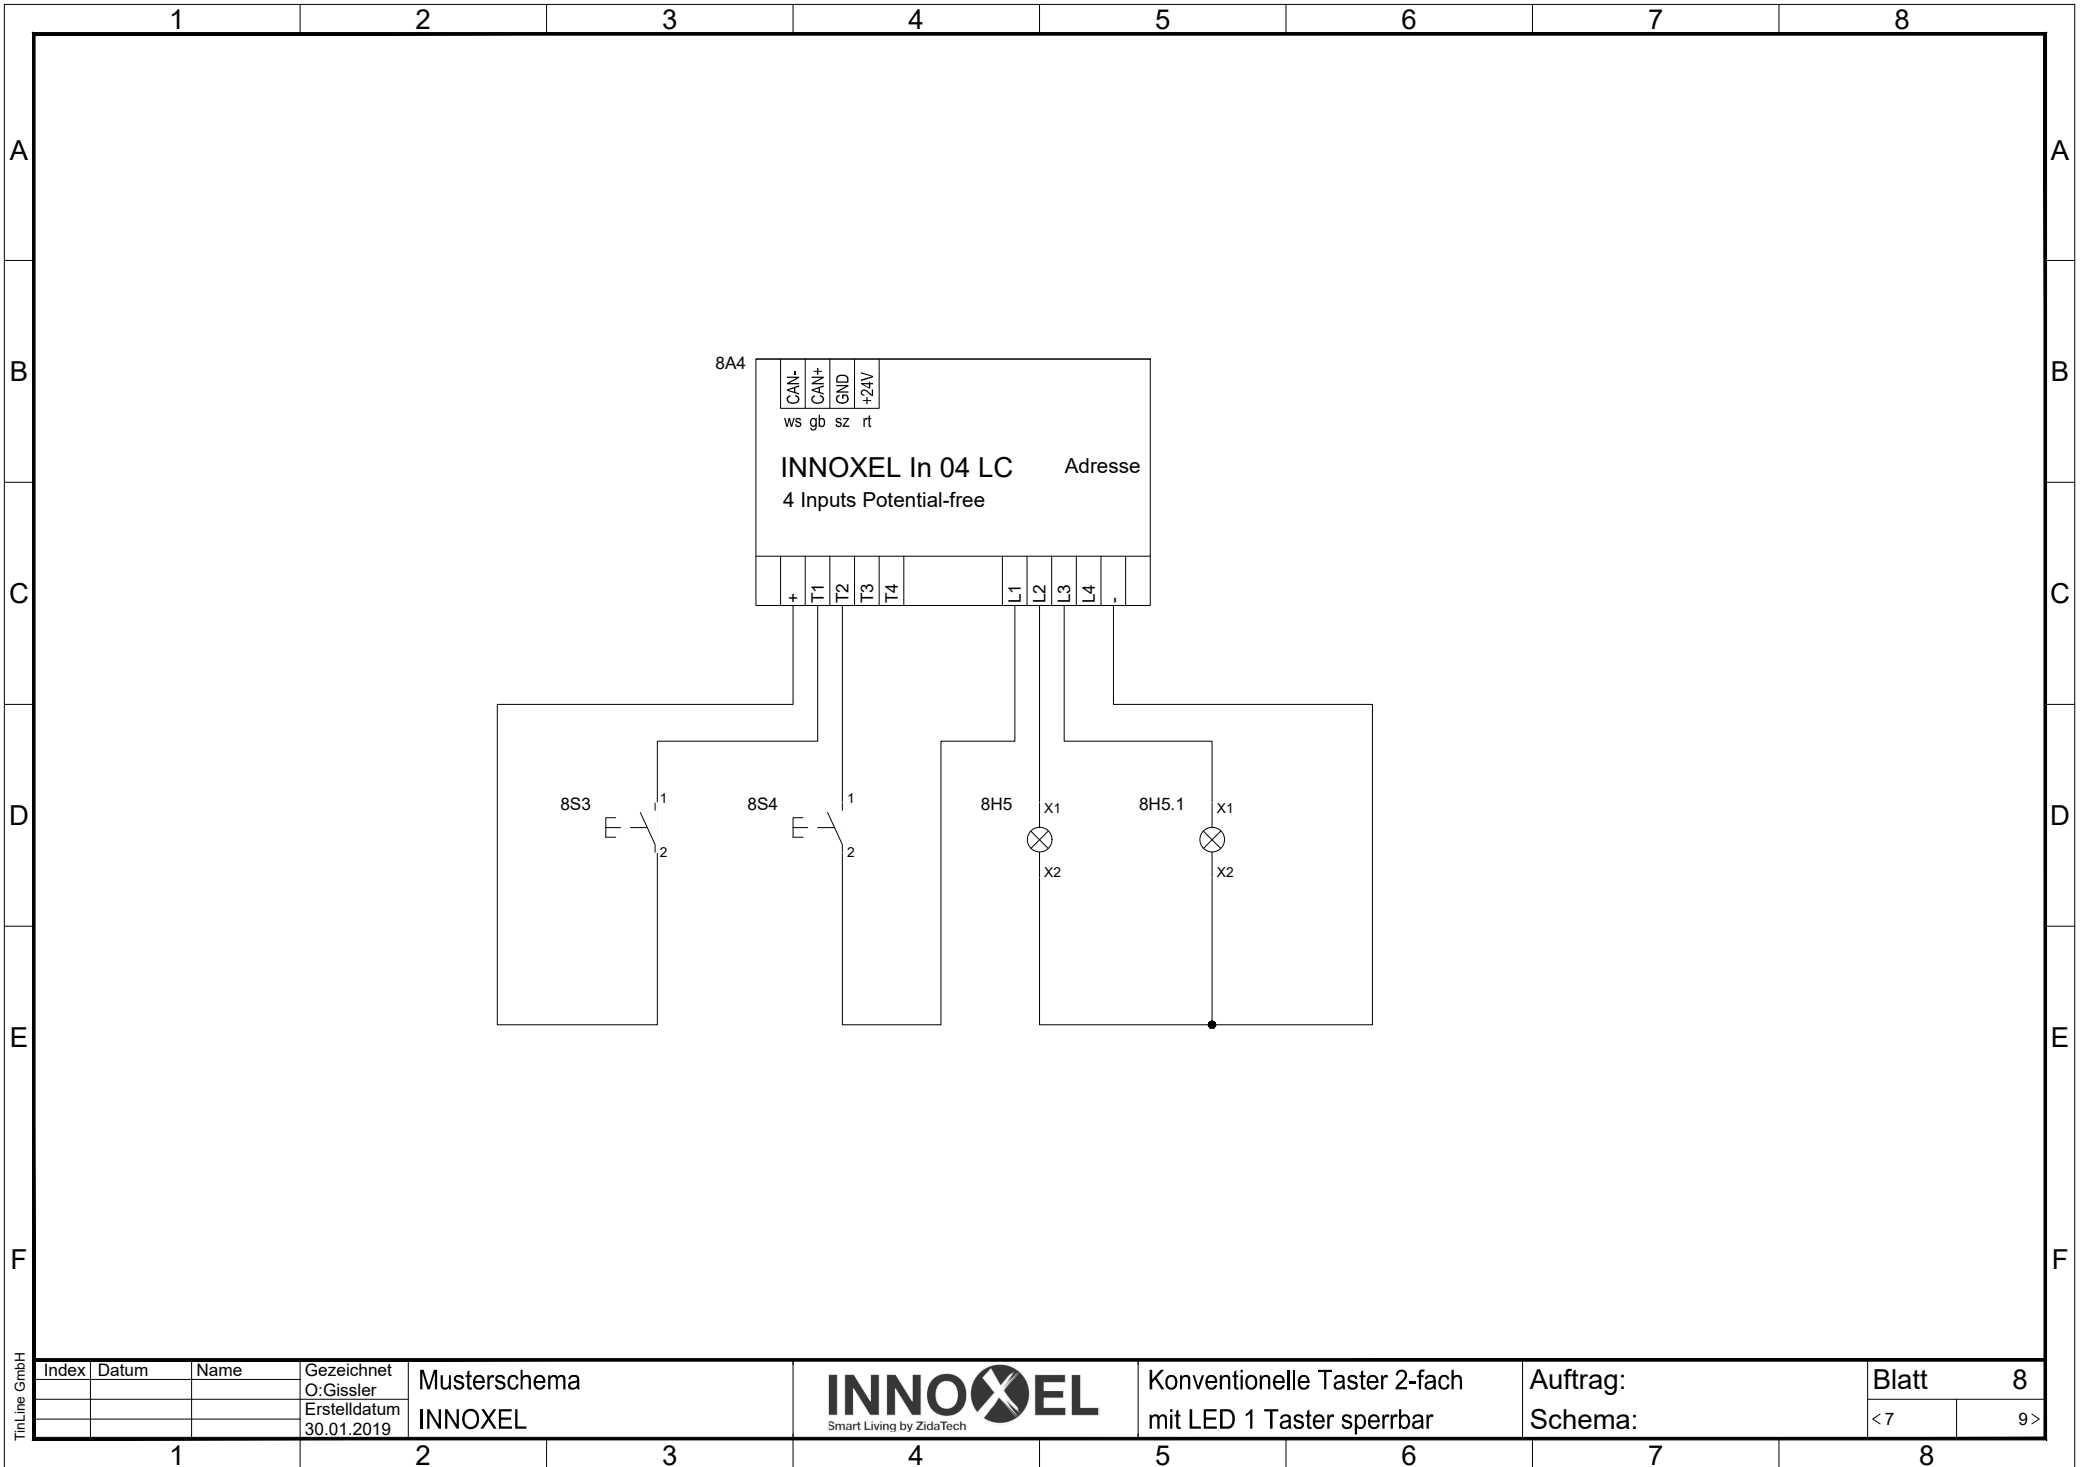 1 2 3 4 5 6 7 8
A A
B B
C C
D D
E E
F F
8A4
CAN- CAN+ GND +24V
ws gb sz rt
INNOXEL In 04 LC Adresse
4 Inputs Potential-free
+ T1 T2 T3 T4 L1 L2 L3 L4 -
8S3 1 2
8S4 1 2
8H5 X1 X2
8H5.1 X1 X2
TinLine GmbH
Index Datum Name
Gezeichnet
O:Gissler
Erstelldatum
30.01.2019
Musterschema
INNOXEL
INNOXEL
Smart Living by ZidaTech
Konventionelle Taster 2-fach
mit LED 1 Taster sperrbar
Auftrag:
Schema:
Blatt 8
<7 9>
1 2 3 4 5 6 7 8